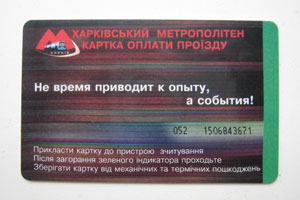 ХАРКІВСЬКИЙ МЕТРОПОЛІТЕН
КАРТКА ОПЛАТИ ПРОЇЗДУ
ХАРКІВ
Не время приводит к опыту,
а события!
052 1506843671
Прикласти картку до пристрою зчитування
Після загорання зеленого індикатора проходьте
Зберігати картку від механічних та термічних пошкоджень